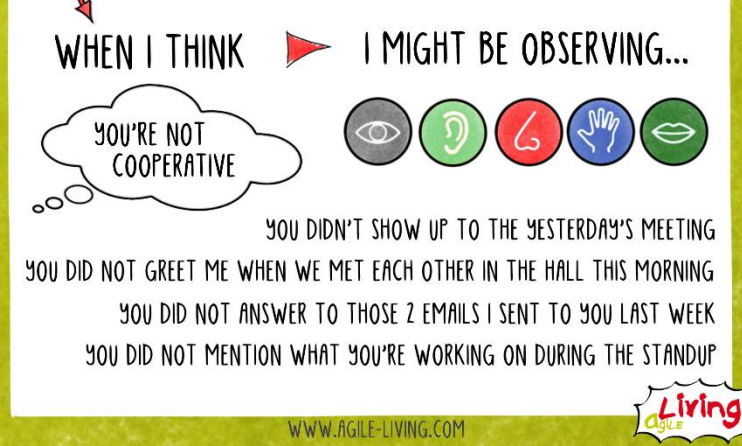 WHEN I THINK
I MIGHT BE OBSERVING...
YOU'RE NOT
COOPERATIVE
YOU DIDN'T SHOW UP TO THE YESTERDAY'S MEETING
YOU DID NOT GREET ME WHEN WE MET EACH OTHER IN THE HALL THIS MORNING
YOU DID NOT ANSWER TO THOSE 2 EMAILS I SENT TO YOU LAST WEEK
YOU DID NOT MENTION WHAT YOU'RE WORKING ON DURING THE STANDUP
WWW.AGILE-LIVING.COM
agile Living